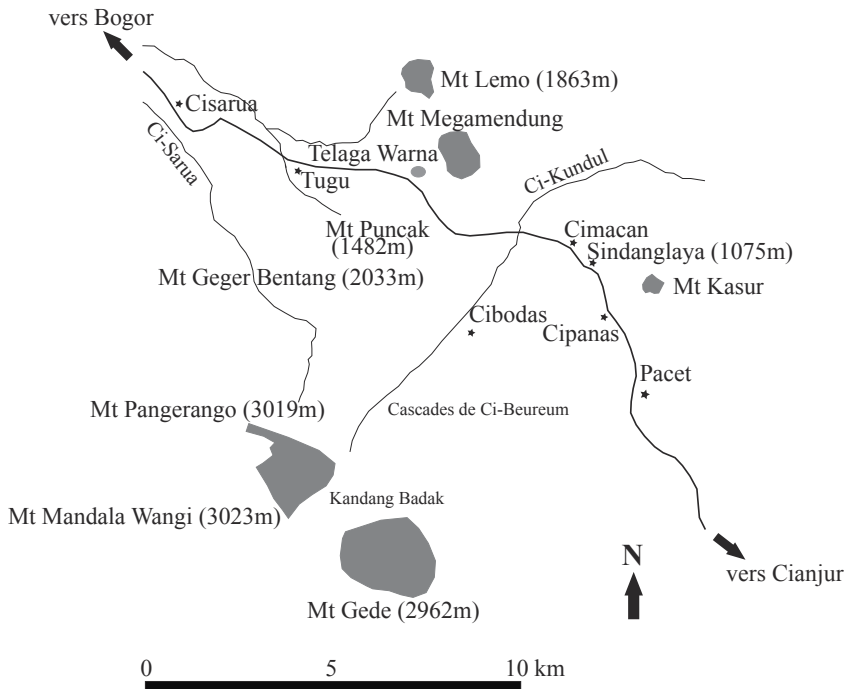 vers Bogor
Mt Lemo (1863m)
Cisarua
Mt Megamendung
Ci-Sarua
Telaga Warna
Tugu
Ci-Kundul
Mt Puncak
(1482m)
Cimacan
Sindanglaya (1075m)
Mt Geger Bentang (2033m)
Mt Kasur
Cibodas
Cipanas
Pacet
Mt Pangerango (3019m)
Cascades de Ci-Beureum
Kandang Badak
Mt Mandala Wangi (3023m)
N
vers Cianjur
Mt Gede (2962m)
0 5 10 km